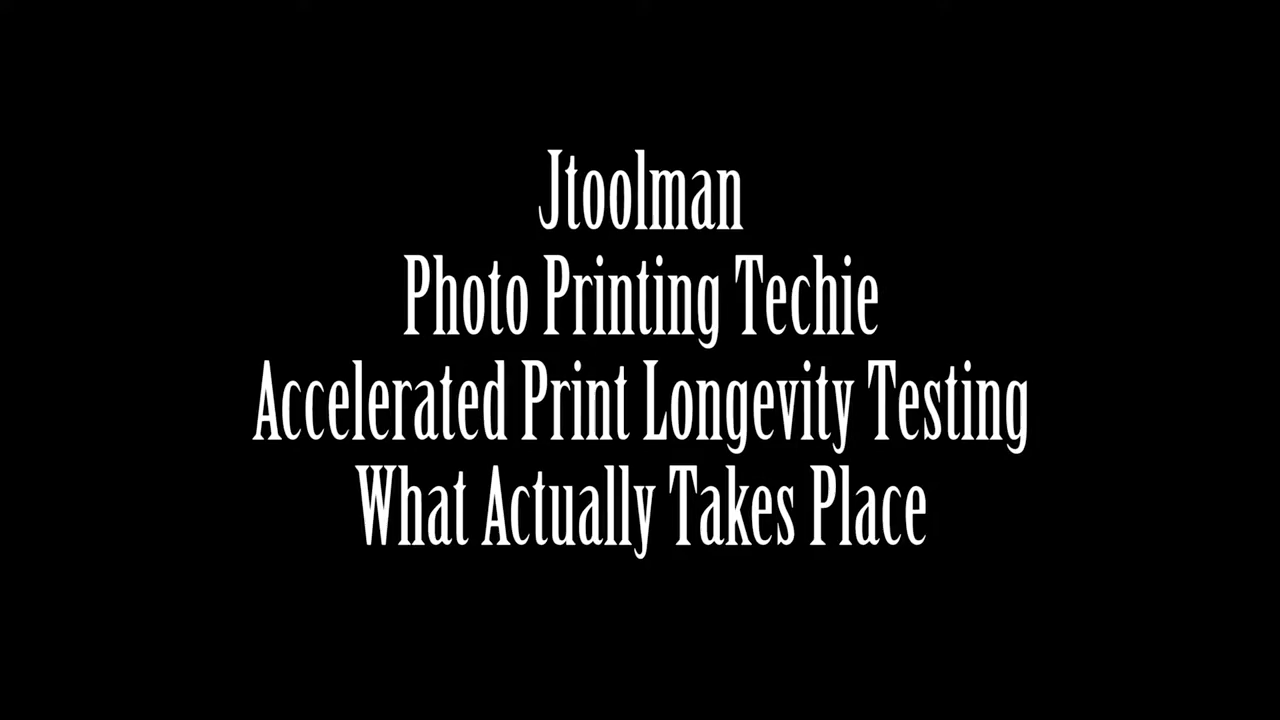 Jtoolman
Photo Printing Techie
Accelerated Print Longevity Testing
What Actually Takes Place